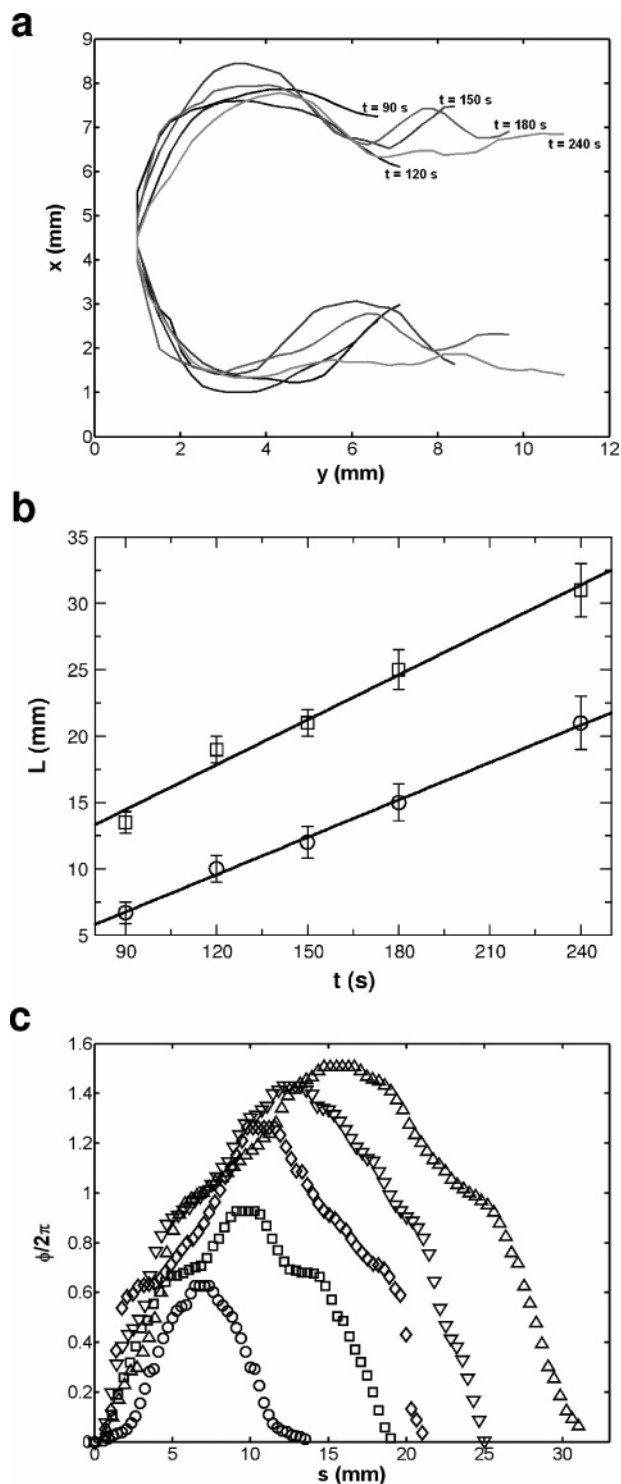 a
9
8
7
6
5
4
3
2
1
0
x (mm)
t = 90 s
t = 150 s
t = 180 s
t = 240 s
t = 120 s
0 2 4 6 8 10 12
y (mm)
b
35
30
25
20
15
10
5
L (mm)
90 120 150 180 210 240
t (s)
c
1.6
1.4
1.2
1
0.8
0.6
0.4
0.2
0
ϕ/2π
0 5 10 15 20 25 30
s (mm)